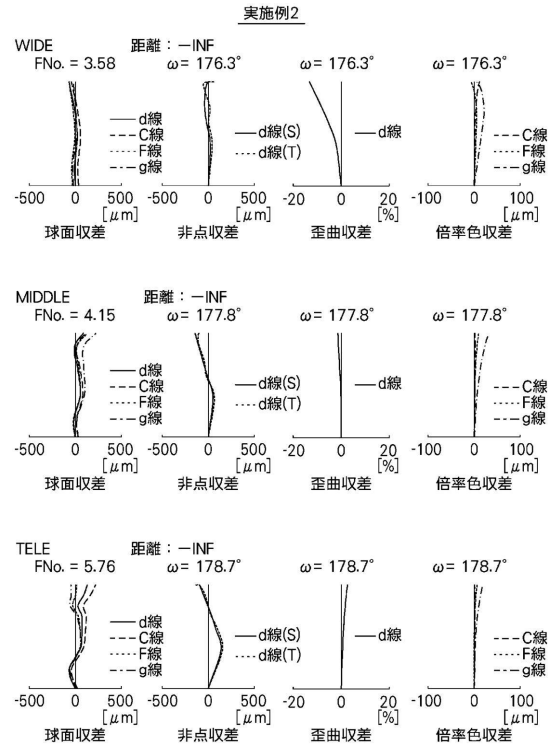 実施例2
WIDE 距離：－INF
FNo. = 3.58 ω= 176.3° ω= 176.3° ω= 176.3°
d線
C線
F線
g線
d線(S)
d線(T)
d線
C線
F線
g線
-500 0 500 -500 0 500 -20 0 20 -100 0 100
[μm] [μm] [%] [μm]
球面収差 非点収差 歪曲収差 倍率色収差
MIDDLE 距離：－INF
FNo. = 4.15 ω= 177.8° ω= 177.8° ω= 177.8°
d線
C線
F線
g線
d線(S)
d線(T)
d線
C線
F線
g線
-500 0 500 -500 0 500 -20 0 20 -100 0 100
[μm] [μm] [%] [μm]
球面収差 非点収差 歪曲収差 倍率色収差
TELE 距離：－INF
FNo. = 5.76 ω= 178.7° ω= 178.7° ω= 178.7°
d線
C線
F線
g線
d線(S)
d線(T)
d線
C線
F線
g線
-500 0 500 -500 0 500 -20 0 20 -100 0 100
[μm] [μm] [%] [μm]
球面収差 非点収差 歪曲収差 倍率色収差